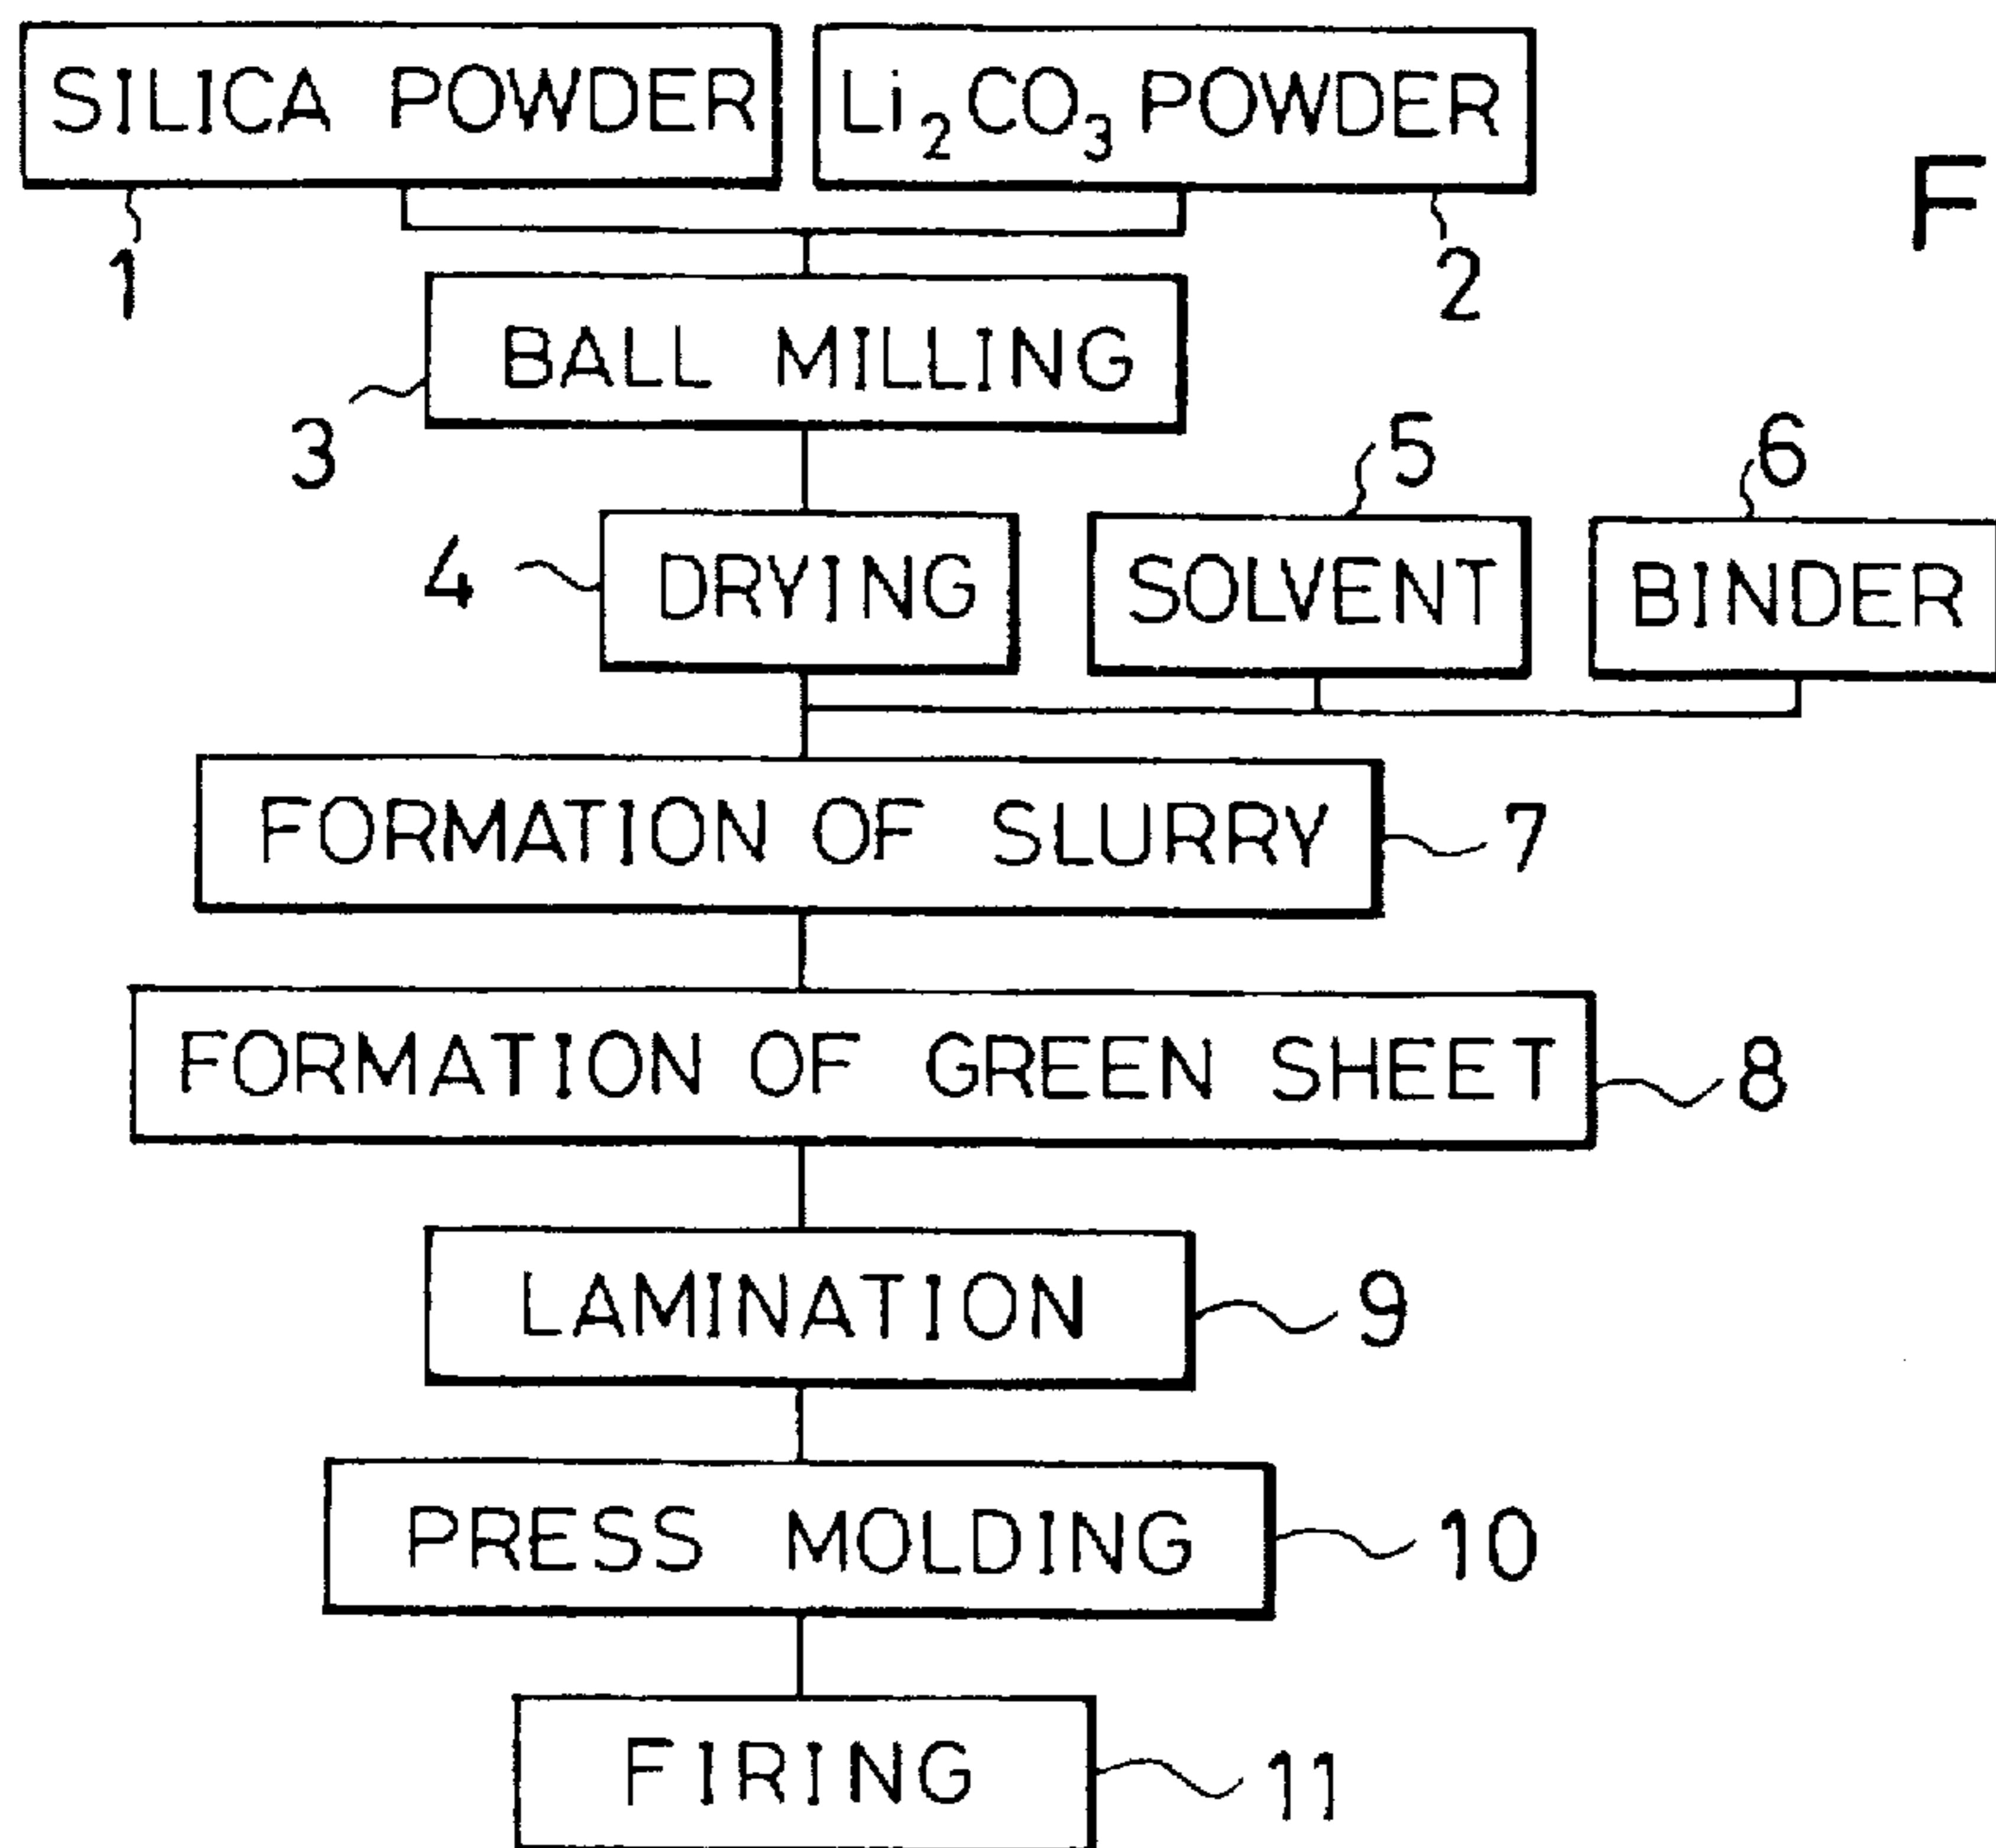 SILICA POWDER
Li₂CO₃ POWDER
F
1
2
BALL MILLING
3
5
6
4
DRYING
SOLVENT
BINDER
FORMATION OF SLURRY
7
FORMATION OF GREEN SHEET
8
LAMINATION
9
PRESS MOLDING
10
FIRING
11